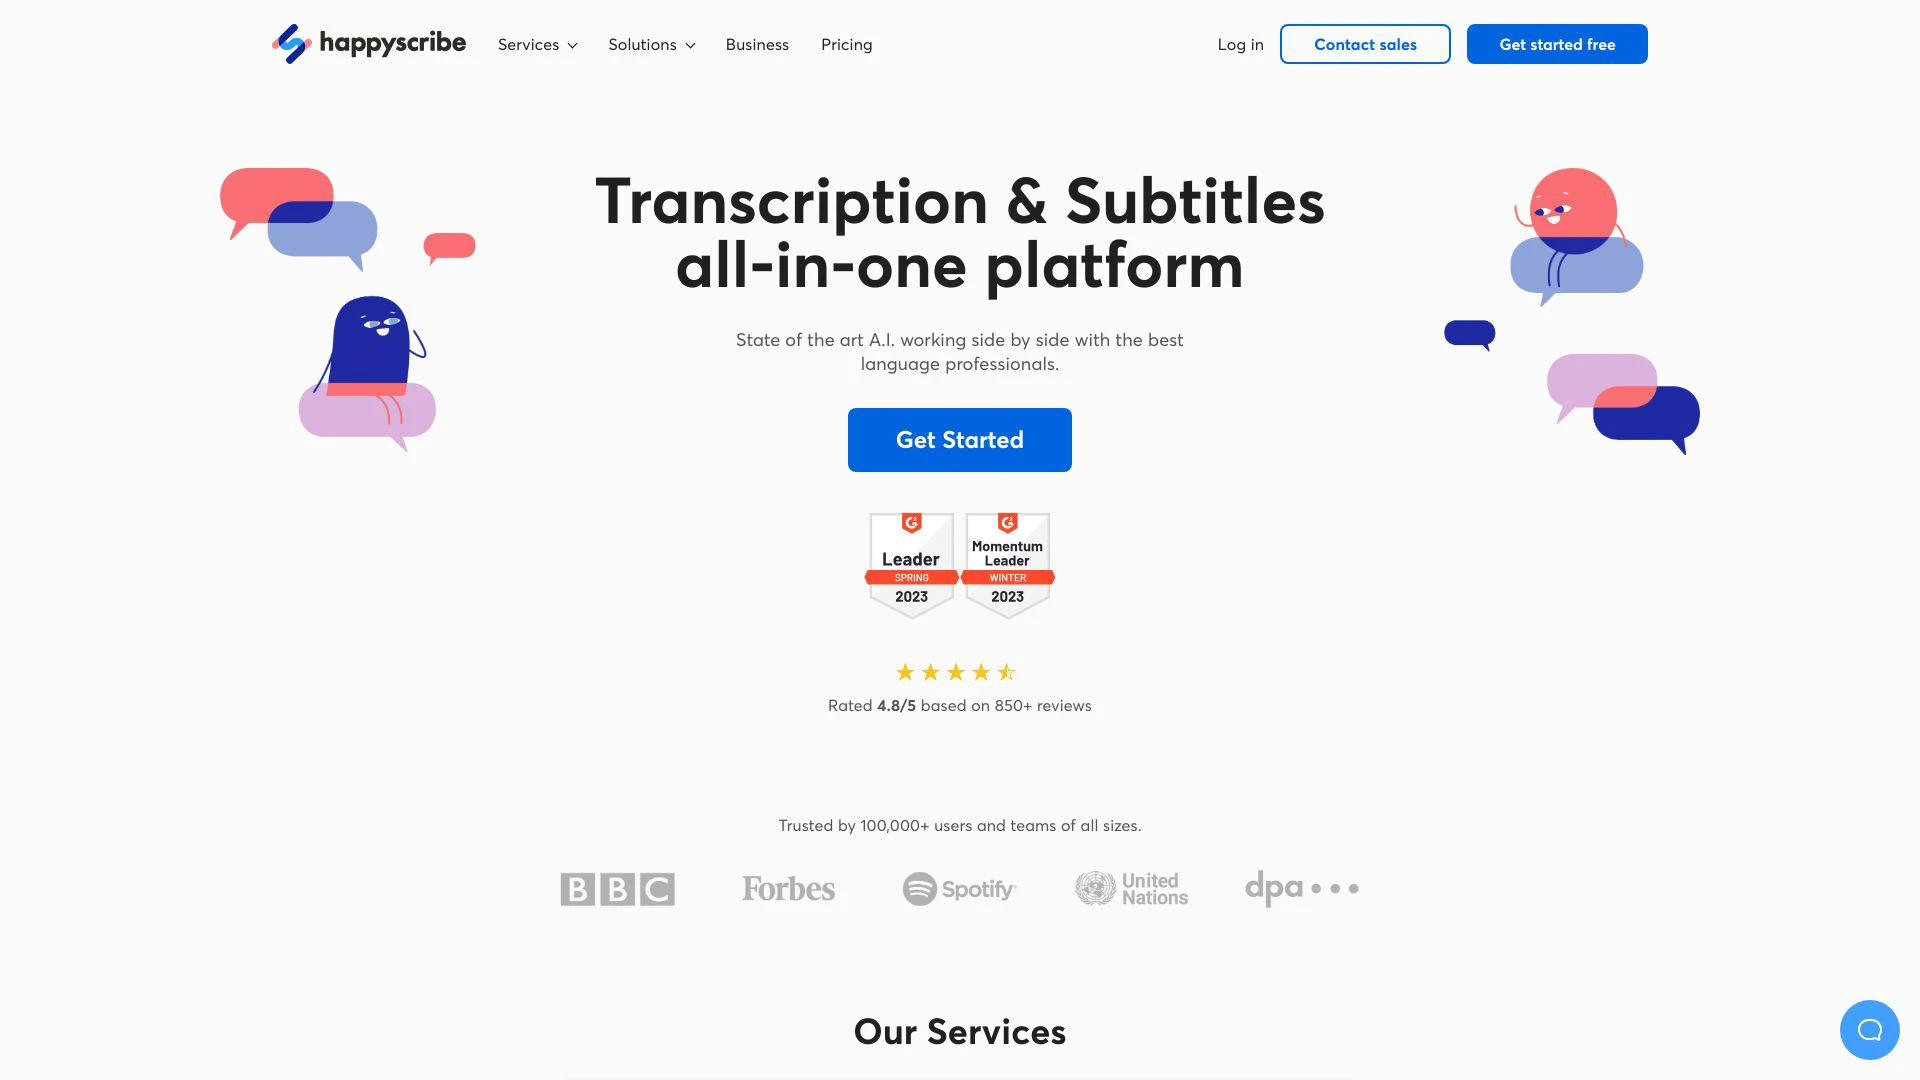 happyscribe
Services
Solutions
Business
Pricing
Log in
Contact sales
Get started free
Transcription & Subtitles
all-in-one platform
State of the art A.I. working side by side with the best
language professionals.
Get Started
Leader
SPRING
2023
Momentum
Leader
WINTER
2023
Rated 4.8/5 based on 850+ reviews
Trusted by 100,000+ users and teams of all sizes.
BBC
Forbes
Spotify
United
Nations
dpa
Our Services